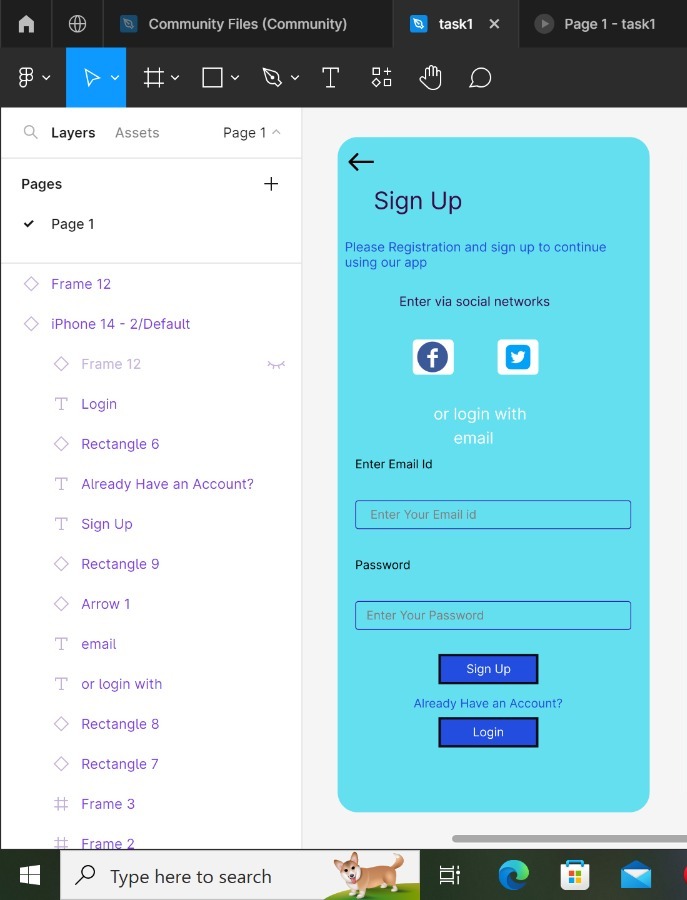 Community Files (Community)
task1
Page 1 - task1
Layers
Assets
Page 1
Pages
Page 1
Frame 12
iPhone 14 - 2/Default
Frame 12
Login
Rectangle 6
Already Have an Account?
Sign Up
Rectangle 9
Arrow 1
email
or login with
Rectangle 8
Rectangle 7
Frame 3
Frame 2
Sign Up
Please Registration and sign up to continue
using our app
Enter via social networks
or login with
email
Enter Email Id
Enter Your Email id
Password
Enter Your Password
Sign Up
Already Have an Account?
Login
Type here to search